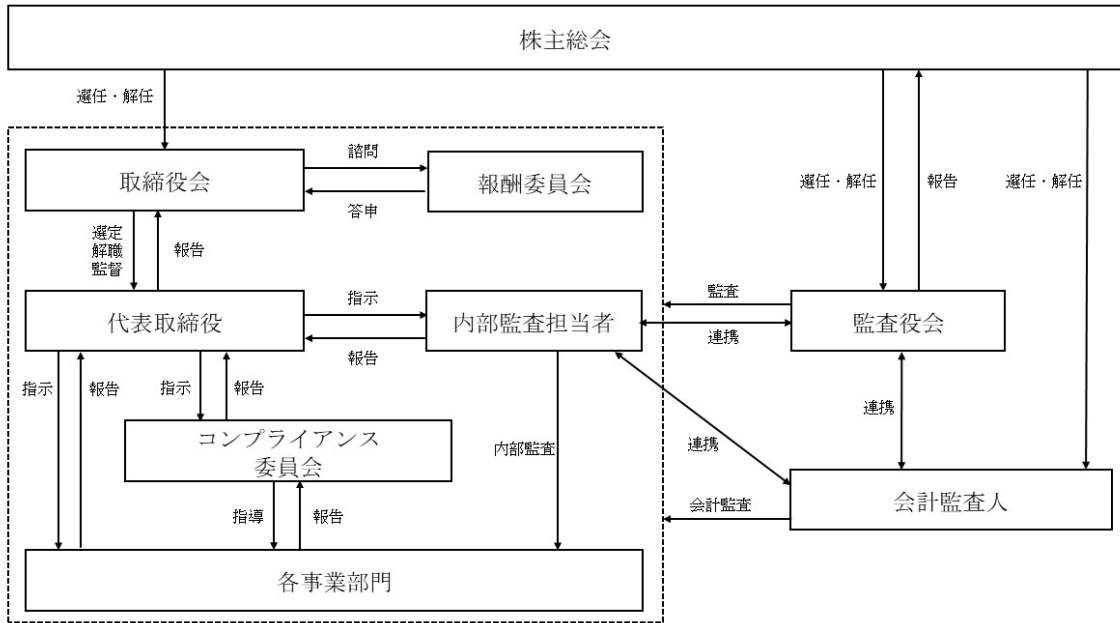 株主総会
選任・解任
選任・解任
報告
選任・解任
取締役会
諮問
答申
報酬委員会
選定
解職
監督
報告
代表取締役
指示
報告
内部監査担当者
監査
連携
監査役会
指示
報告
指示
報告
コンプライアンス
委員会
内部監査
連携
連携
指導
報告
会計監査
会計監査人
各事業部門